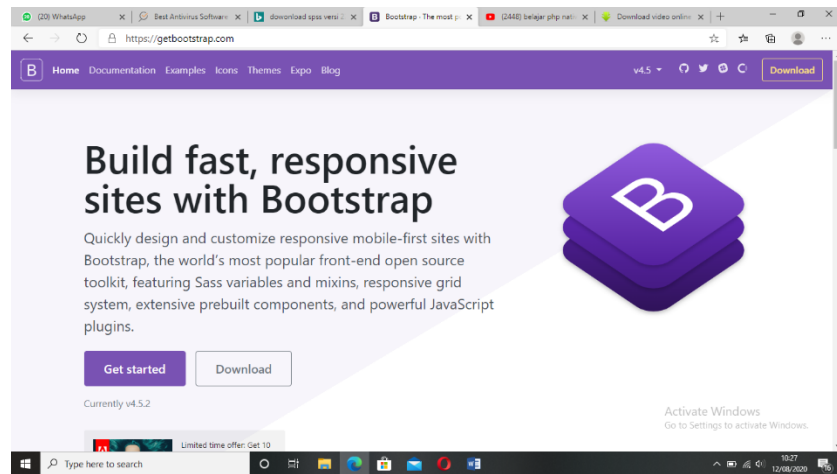 (20) WhatsApp
Best Antivirus Software
dowonload spss versi 2
Bootstrap · The most p
(2448) belajar php nati
Download video online
https://getbootstrap.com
B Home Documentation Examples Icons Themes Expo Blog v4.5 Download
Build fast, responsive
sites with Bootstrap
Quickly design and customize responsive mobile-first sites with
Bootstrap, the world's most popular front-end open source
toolkit, featuring Sass variables and mixins, responsive grid
system, extensive prebuilt components, and powerful JavaScript
plugins.
B
Get started
Download
Currently v4.5.2
Limited time offer: Get 10
Activate Windows
Go to Settings to activate Windows.
Type here to search
10:27
12/08/2020